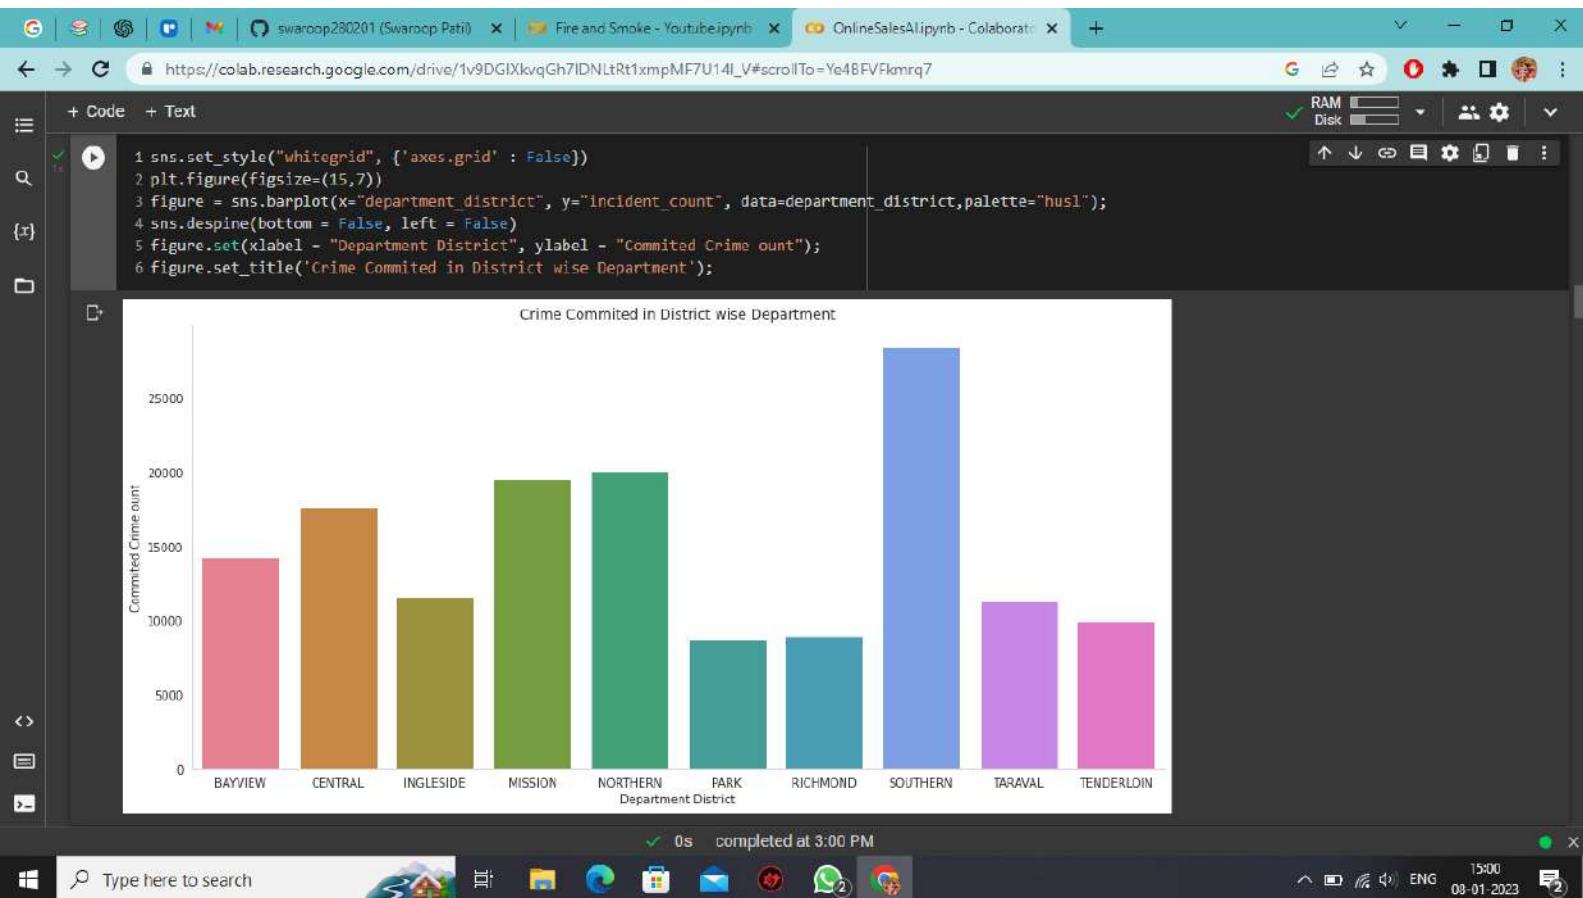 swaroop280201 (Swaroop Patil)
Fire and Smoke - Youtube.ipynb
OnlineSalesAI.ipynb - Colaborato
https://colab.research.google.com/drive/1v9DGlXkvqGh7lDNLtRt1xmpMF7U14l_V#scrollTo=Ye4BFVFkmrq7
+ Code + Text
RAM
Disk
1s
1 sns.set_style("whitegrid", {'axes.grid' : False})
2 plt.figure(figsize=(15,7))
3 figure = sns.barplot(x="department_district", y="incident_count", data=department_district,palette="husl");
4 sns.despine(bottom = False, left = False)
5 figure.set(xlabel = "Department District", ylabel = "Commited Crime ount");
6 figure.set_title('Crime Commited in District wise Department');
{x}
Crime Commited in District wise Department
25000
20000
15000
10000
5000
0
Commited Crime ount
BAYVIEW CENTRAL INGLESIDE MISSION NORTHERN PARK RICHMOND SOUTHERN TARAVAL TENDERLOIN
Department District
0s completed at 3:00 PM
Type here to search
2
ENG
15:00
08-01-2023
2